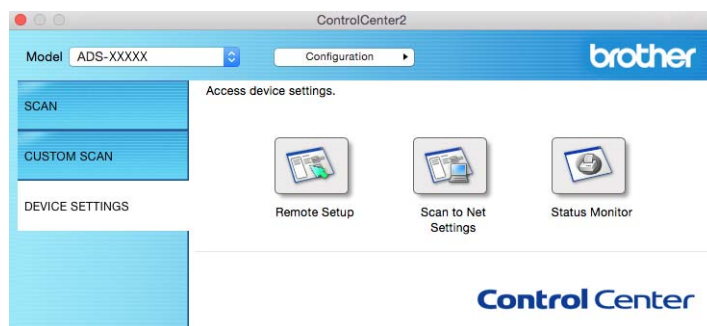 ControlCenter2
Model ADS-XXXXX Configuration brother
SCAN
CUSTOM SCAN
DEVICE SETTINGS
Access device settings.
Remote Setup
Scan to Net
Settings
Status Monitor
Control Center